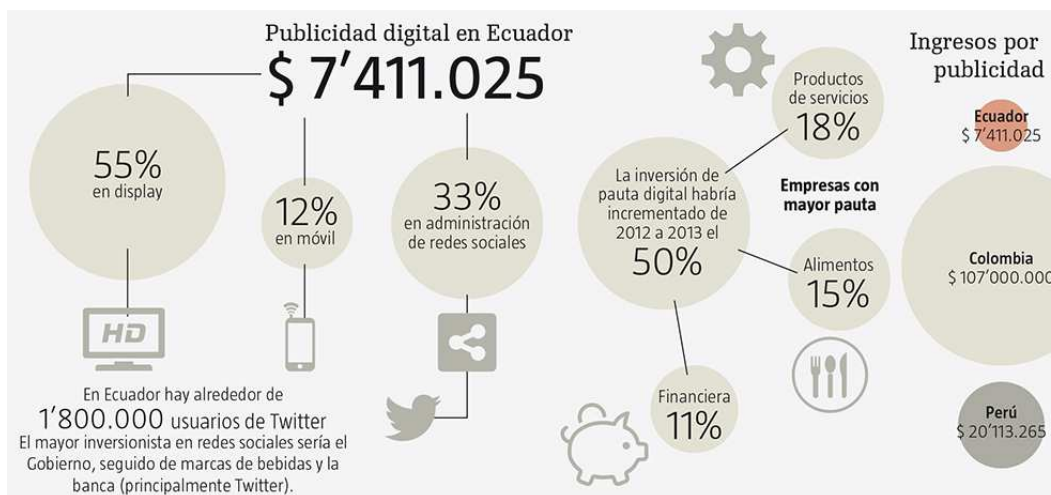 Publicidad digital en Ecuador
$ 7’411.025
55%
en display
12%
en móvil
33%
en administración
de redes sociales
HD
En Ecuador hay alrededor de
1’800.000 usuarios de Twitter
El mayor inversionista en redes sociales sería el
Gobierno, seguido de marcas de bebidas y la
banca (principalmente Twitter).
La inversión de
pauta digital habría
incrementado de
2012 a 2013 el
50%
Productos
de servicios
18%
Empresas con
mayor pauta
Alimentos
15%
Financiera
11%
Ingresos por
publicidad
Ecuador
$ 7’411.025
Colombia
$ 107’000.000
Perú
$ 20’113.265